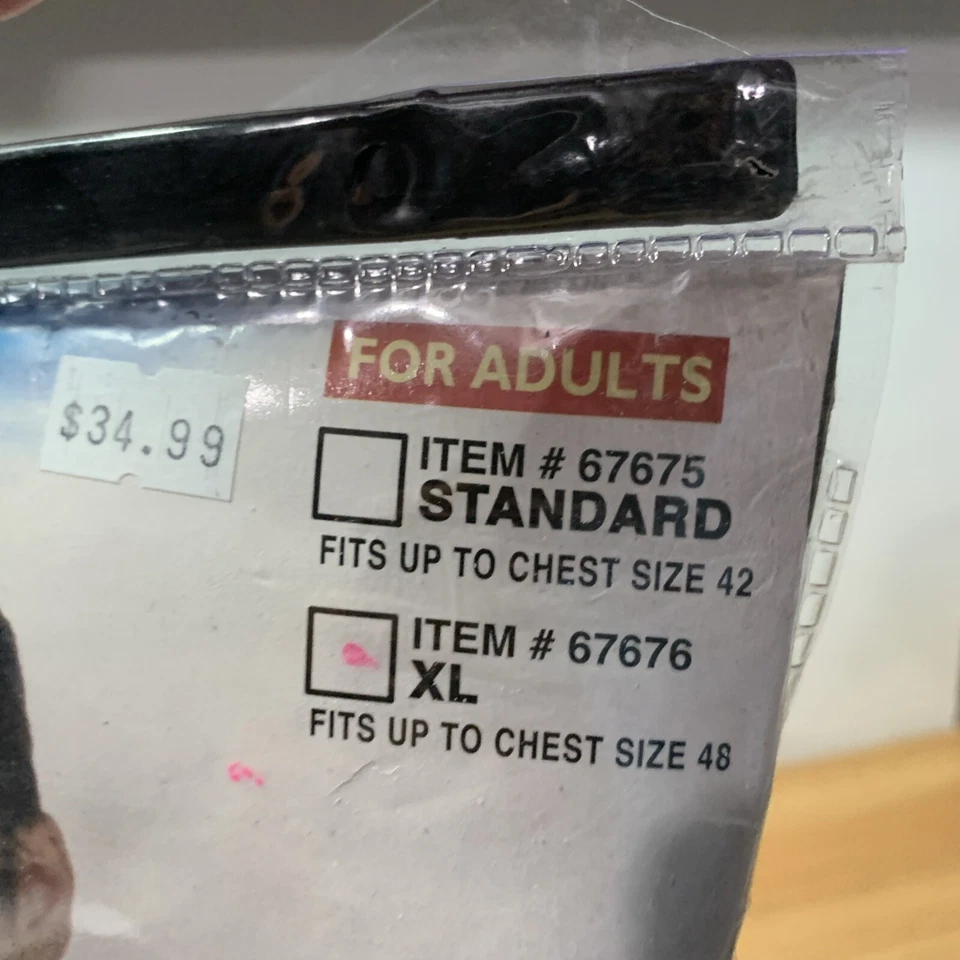 FOR ADULTS
$34.99
ITEM # 67675
STANDARD
FITS UP TO CHEST SIZE 42
ITEM # 67676
XL
FITS UP TO CHEST SIZE 48